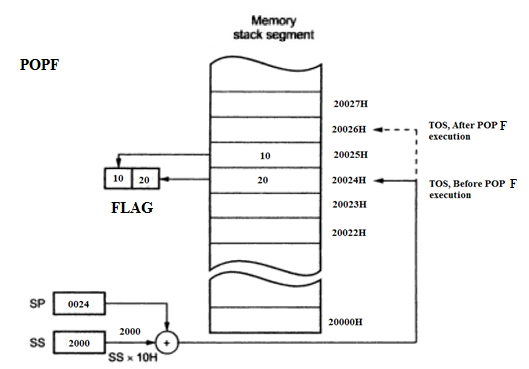 Memory
stack segment
POPF
20027H
20026H
TOS, After POP F
execution
10
20025H
10 20
20
20024H
TOS, Before POP F
execution
FLAG
20023H
20022H
SP 0024
20000H
SS 2000
2000
+
SS × 10H